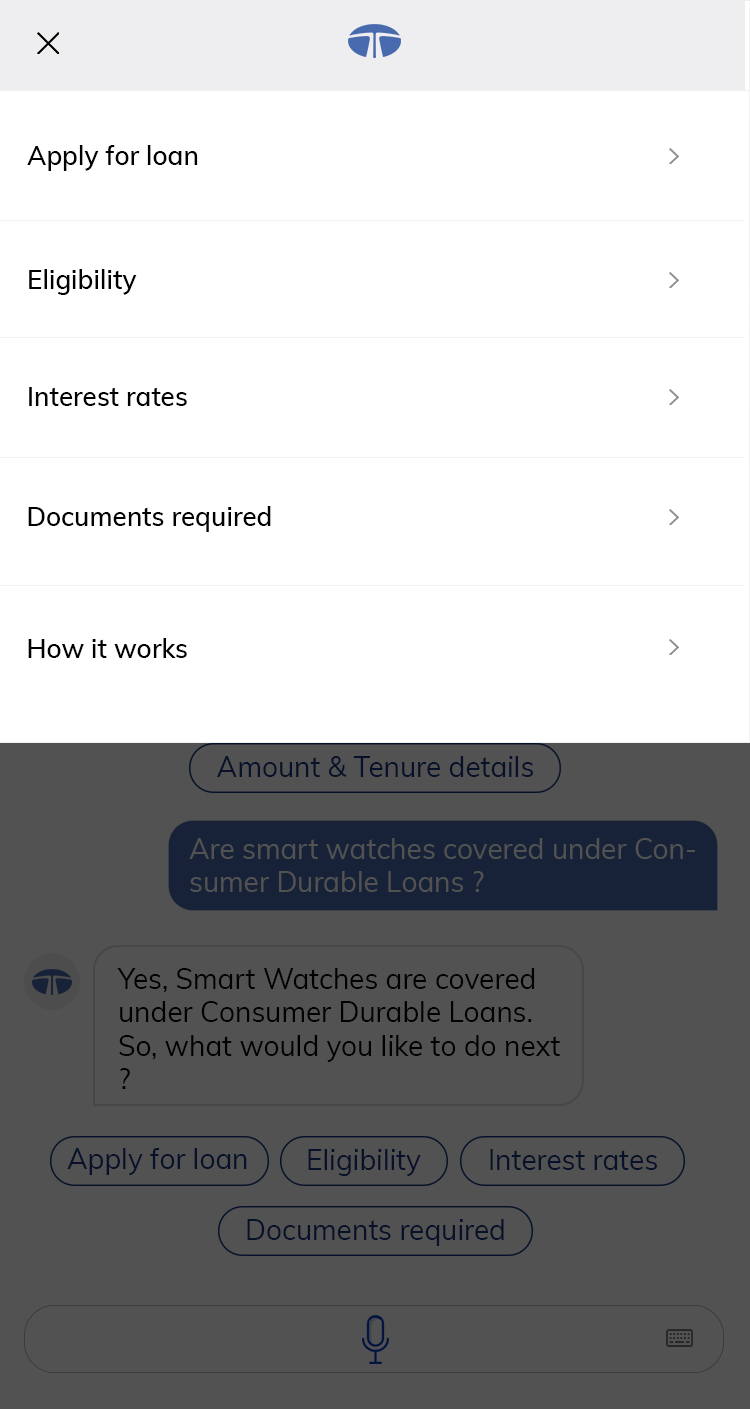 Apply for loan
Eligibility
Interest rates
Documents required
How it works
Amount & Tenure details
Are smart watches covered under Con-
sumer Durable Loans ?
Yes, Smart Watches are covered
under Consumer Durable Loans.
So, what would you like to do next
?
Apply for loan Eligibility Interest rates
Documents required